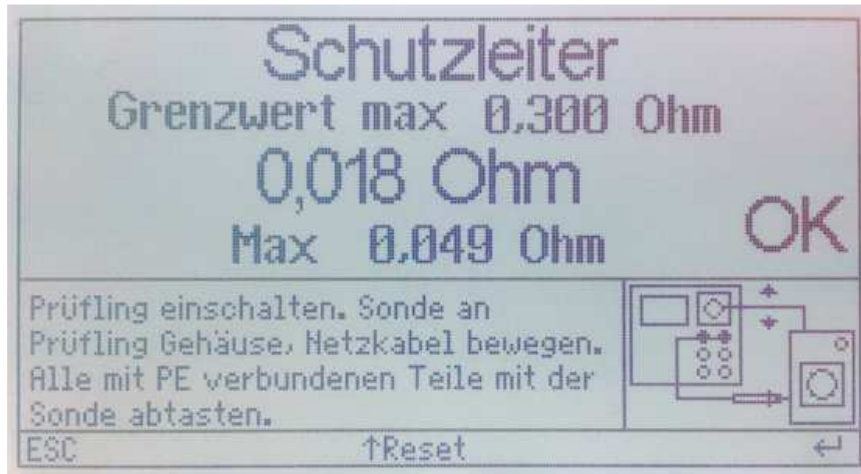 Schutzleiter
Grenzwert max 0,300 Ohm
0,018 Ohm
OK
Max 0,049 Ohm
Prüfling einschalten. Sonde an
Prüfling Gehäuse, Netzkabel bewegen.
Alle mit PE verbundenen Teile mit der
Sonde abtasten.
ESC ↑Reset ↵